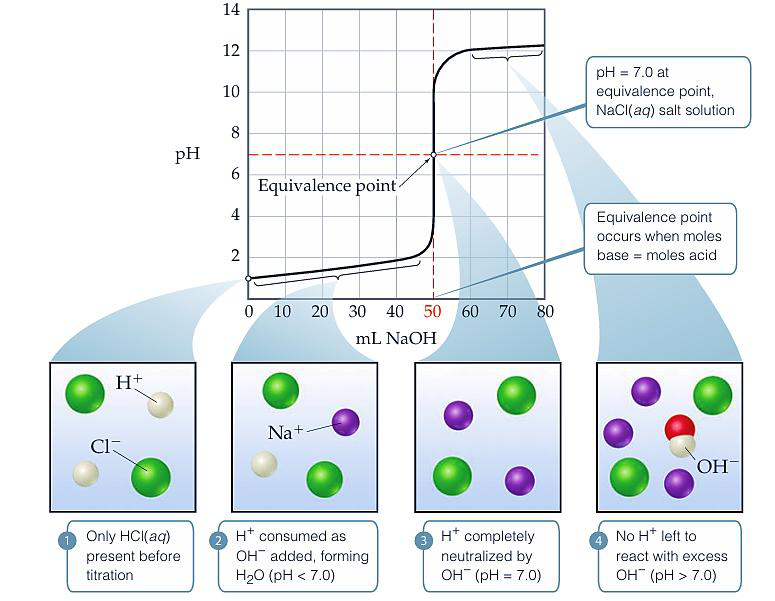 14
12
10
8
6
4
2
pH
Equivalence point
0 10 20 30 40 50 60 70 80
mL NaOH
pH = 7.0 at
equivalence point,
NaCl(aq) salt solution
Equivalence point
occurs when moles
base = moles acid
H⁺
Cl⁻
Na⁺
OH⁻
1
Only HCl(aq)
present before
titration
2
H⁺ consumed as
OH⁻ added, forming
H₂O (pH < 7.0)
3
H⁺ completely
neutralized by
OH⁻ (pH = 7.0)
4
No H⁺ left to
react with excess
OH⁻ (pH > 7.0)